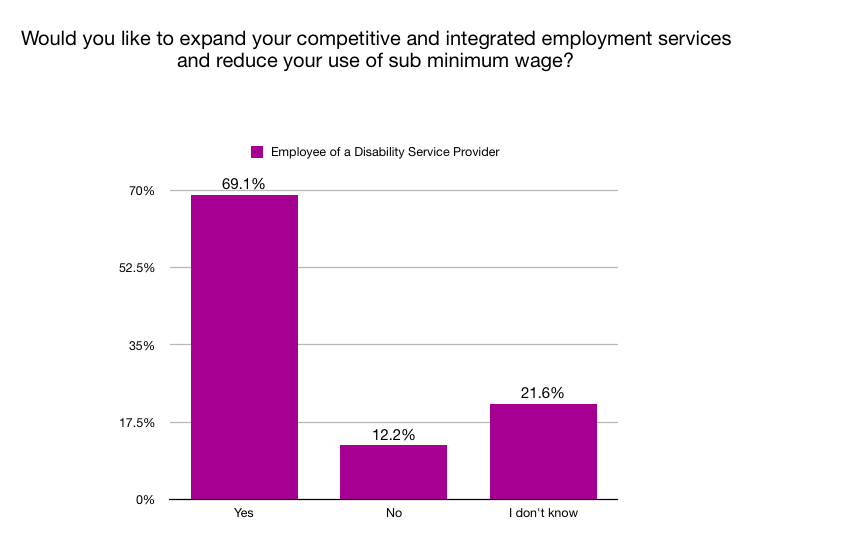 Would you like to expand your competitive and integrated employment services
and reduce your use of sub minimum wage?
Employee of a Disability Service Provider
70%
52.5%
35%
17.5%
0%
69.1%
12.2%
21.6%
Yes
No
I don't know